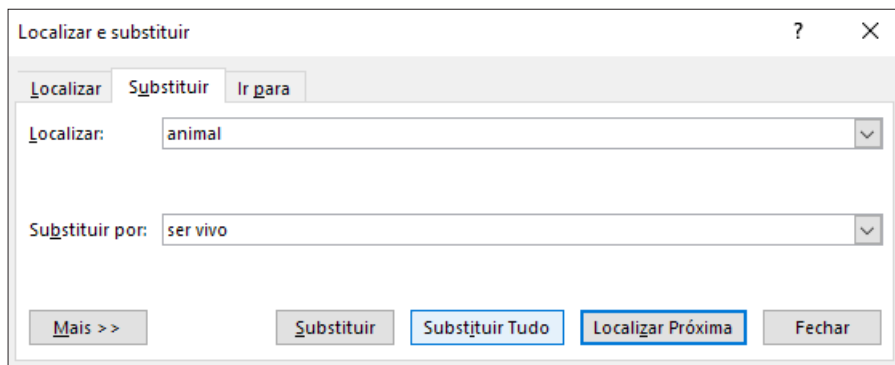 Localizar e substituir ?
Localizar Substituir Ir para
Localizar: animal
Substituir por: ser vivo
Mais >> Substituir Substituir Tudo Localizar Próxima Fechar